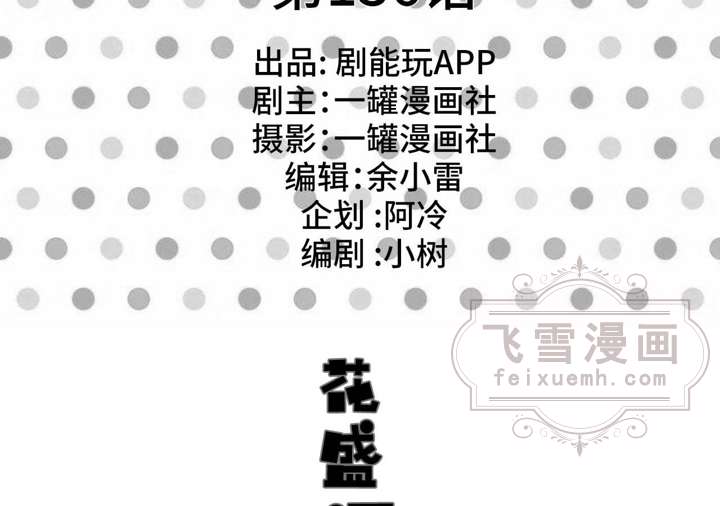 出品: 剧能玩APP
剧主:一罐漫画社
摄影:一罐漫画社
编辑:余小雷
企划 :阿冷
编剧 :小树
飞雪漫画
feixuemh.com
花
盛